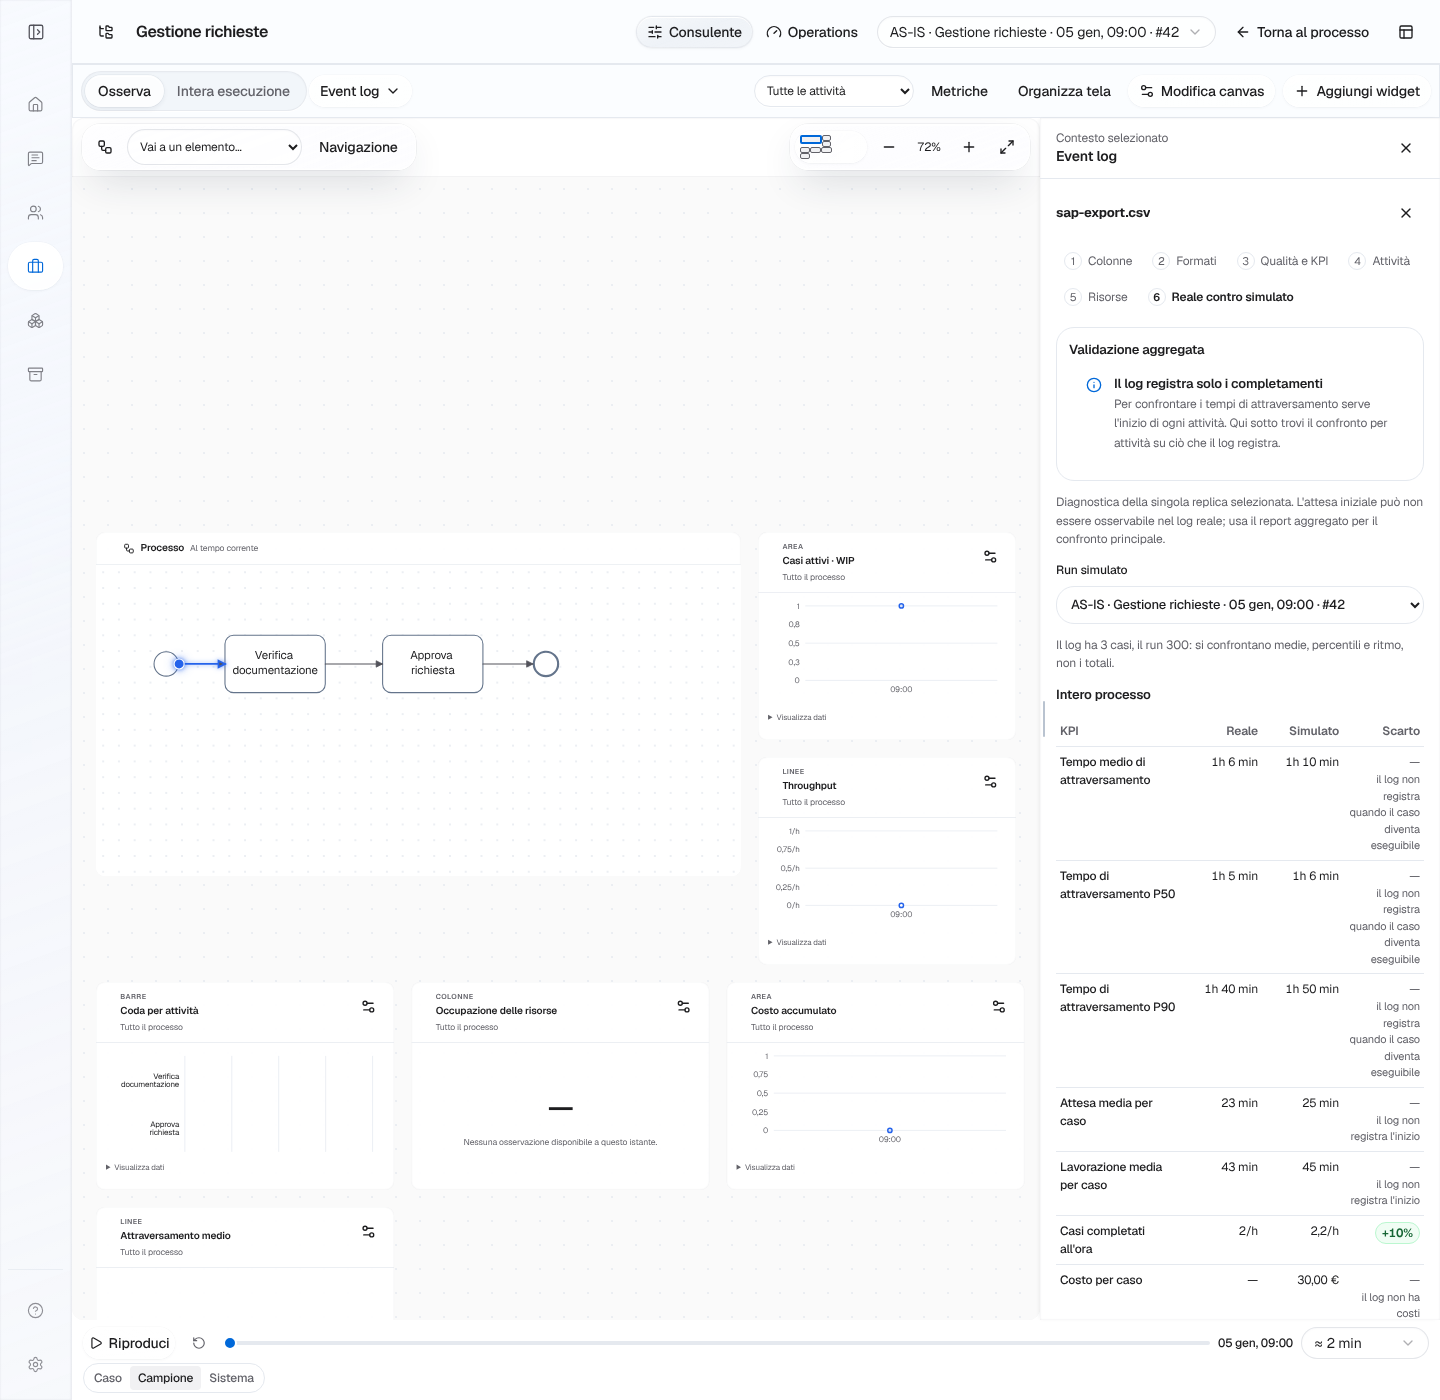 Gestione richieste
Consulente
Operations
AS-IS · Gestione richieste · 05 gen, 09:00 · #42
Torna al processo
Osserva
Intera esecuzione
Event log
Tutte le attività
Metriche
Organizza tela
Modifica canvas
Aggiungi widget
Vai a un elemento...
Navigazione
72%
Processo Al tempo corrente
Verifica
documentazione
Approva
richiesta
AREA
Casi attivi · WIP
Tutto il processo
1
0,8
0,5
0,3
0
09:00
Visualizza dati
LINEE
Throughput
Tutto il processo
1/h
0,75/h
0,5/h
0,25/h
0/h
09:00
Visualizza dati
BARRE
Coda per attività
Tutto il processo
Verifica
documentazione
Approva
richiesta
Visualizza dati
COLONNE
Occupazione delle risorse
Tutto il processo
—
Nessuna osservazione disponibile a questo istante.
AREA
Costo accumulato
Tutto il processo
1
0,75
0,5
0,25
0
09:00
Visualizza dati
LINEE
Attraversamento medio
Tutto il processo
Contesto selezionato
Event log
sap-export.csv
1 Colonne
2 Formati
3 Qualità e KPI
4 Attività
5 Risorse
6 Reale contro simulato
Validazione aggregata
Il log registra solo i completamenti
Per confrontare i tempi di attraversamento serve
l'inizio di ogni attività. Qui sotto trovi il confronto per
attività su ciò che il log registra.
Diagnostica della singola replica selezionata. L'attesa iniziale può non
essere osservabile nel log reale; usa il report aggregato per il
confronto principale.
Run simulato
AS-IS · Gestione richieste · 05 gen, 09:00 · #42
Il log ha 3 casi, il run 300: si confrontano medie, percentili e ritmo,
non i totali.
Intero processo
KPI Reale Simulato Scarto
Tempo medio di 1h 6 min 1h 10 min —
attraversamento il log non
registra
quando il caso
diventa
eseguibile
Tempo di 1h 5 min 1h 6 min —
attraversamento P50 il log non
registra
quando il caso
diventa
eseguibile
Tempo di 1h 40 min 1h 50 min —
attraversamento P90 il log non
registra
quando il caso
diventa
eseguibile
Attesa media per 23 min 25 min —
caso il log non
registra l'inizio
Lavorazione media 43 min 45 min —
per caso il log non
registra l'inizio
Casi completati 2/h 2,2/h +10%
all'ora
Costo per caso — 30,00 € —
il log non ha
costi
Riproduci
05 gen, 09:00
≈ 2 min
Caso
Campione
Sistema